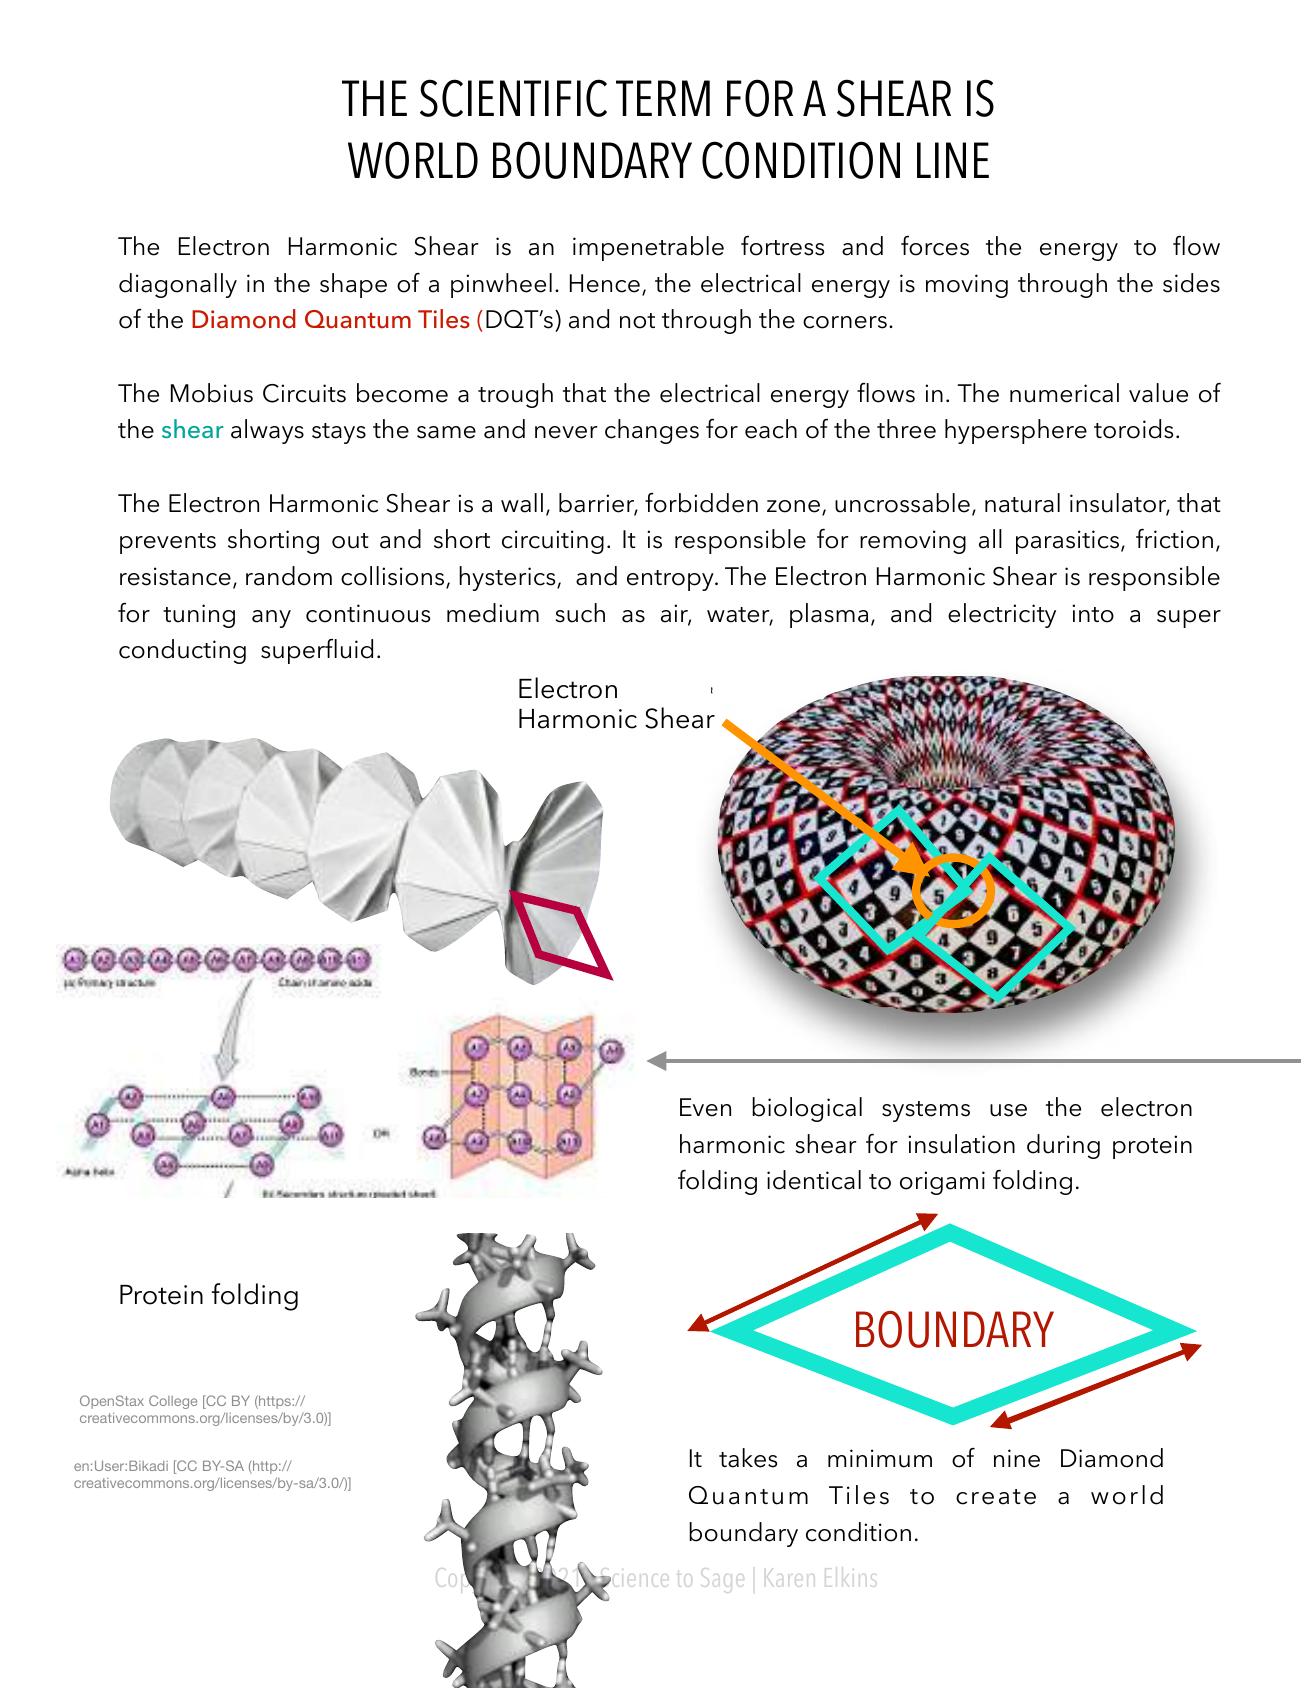 THE SCIENTIFIC TERM FOR A SHEAR IS
WORLD BOUNDARY CONDITION LINE
The Electron Harmonic Shear is an impenetrable fortress and forces the energy to flow
diagonally in the shape of a pinwheel. Hence, the electrical energy is moving through the sides
of the Diamond Quantum Tiles (DQT's) and not through the corners.
The Mobius Circuits become a trough that the electrical energy flows in. The numerical value of
the shear always stays the same and never changes for each of the three hypersphere toroids.
The Electron Harmonic Shear is a wall, barrier, forbidden zone, uncrossable, natural insulator, that
prevents shorting out and short circuiting. It is responsible for removing all parasitics, friction,
resistance, random collisions, hysterics, and entropy. The Electron Harmonic Shear is responsible
for tuning any continuous medium such as air, water, plasma, and electricity into a super
conducting superfluid.
Electron
Harmonic Shear
(a) Primary structure
Chain of amino acids
Bonds
OR
Alpha helix
(b) Secondary structure (pleated sheet)
Even biological systems use the electron
harmonic shear for insulation during protein
folding identical to origami folding.
Protein folding
BOUNDARY
OpenStax College [CC BY (https://
creativecommons.org/licenses/by/3.0)]
en:User:Bikadi [CC BY-SA (http://
creativecommons.org/licenses/by-sa/3.0/)]
It takes a minimum of nine Diamond
Quantum Tiles to create a world
boundary condition.
Science to Sage | Karen Elkins